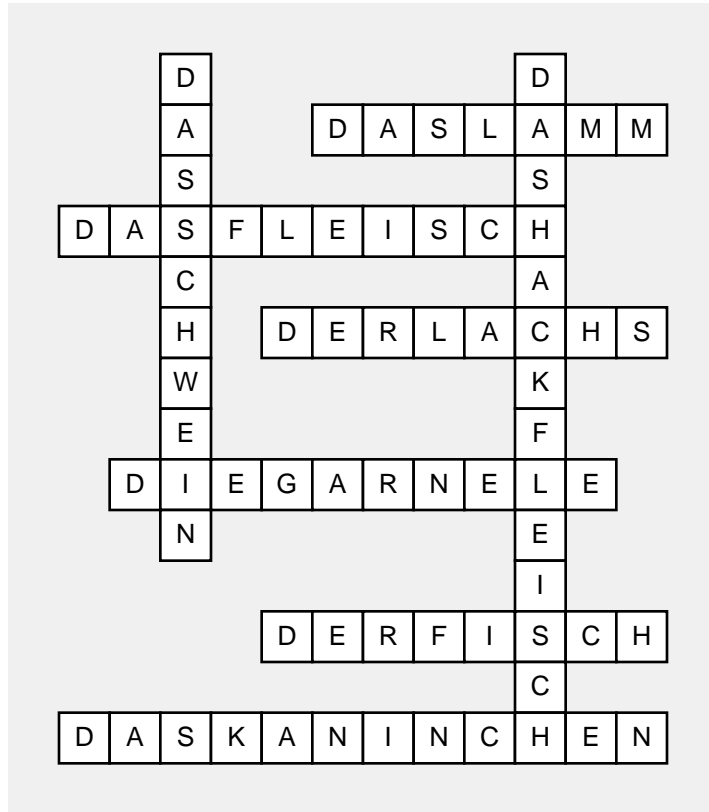 DASSCHWEIN
DASHACKFLEISCH
DASLAMM
DASFLEISCH
DERLACHS
DIEGARNELE
DERFISCH
DASKANINCHEN